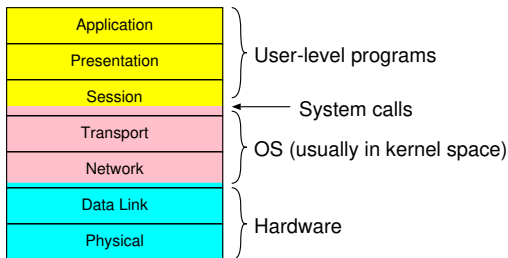 Application
Presentation
Session
Transport
Network
Data Link
Physical
User-level programs
System calls
OS (usually in kernel space)
Hardware